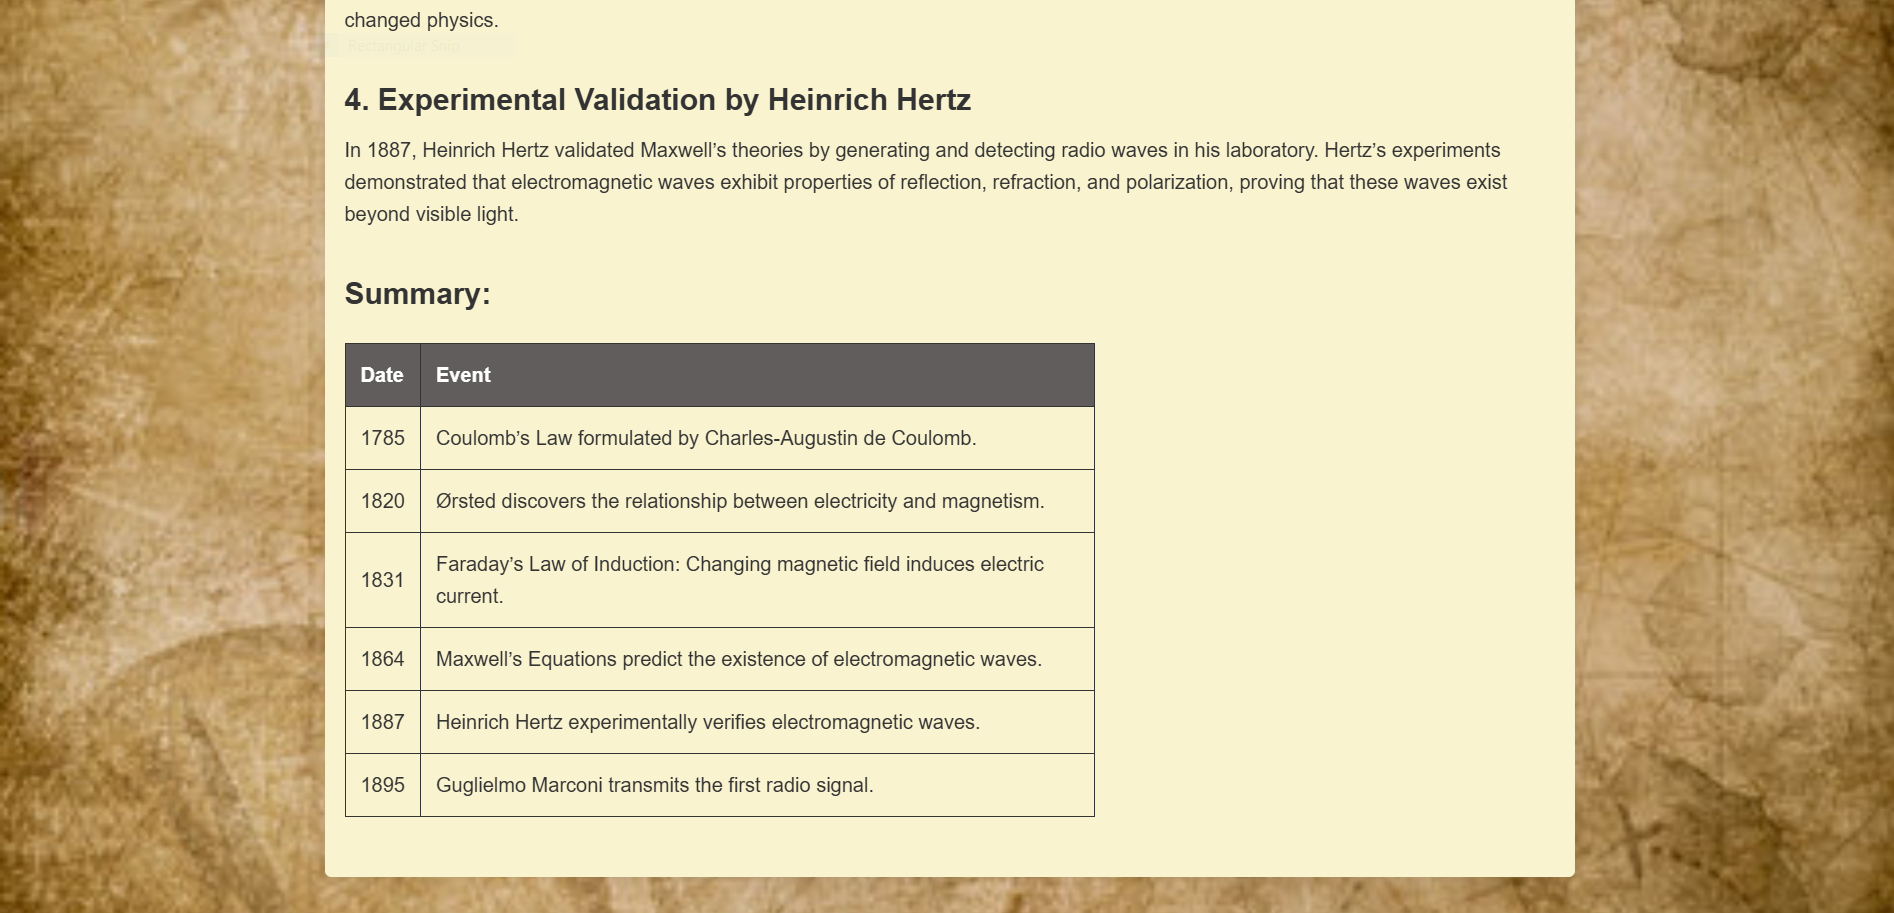 changed physics.
Rectangular Snip
4. Experimental Validation by Heinrich Hertz
In 1887, Heinrich Hertz validated Maxwell’s theories by generating and detecting radio waves in his laboratory. Hertz’s experiments
demonstrated that electromagnetic waves exhibit properties of reflection, refraction, and polarization, proving that these waves exist
beyond visible light.
Summary:
Date Event
1785 Coulomb’s Law formulated by Charles-Augustin de Coulomb.
1820 Ørsted discovers the relationship between electricity and magnetism.
1831 Faraday’s Law of Induction: Changing magnetic field induces electric
current.
1864 Maxwell’s Equations predict the existence of electromagnetic waves.
1887 Heinrich Hertz experimentally verifies electromagnetic waves.
1895 Guglielmo Marconi transmits the first radio signal.